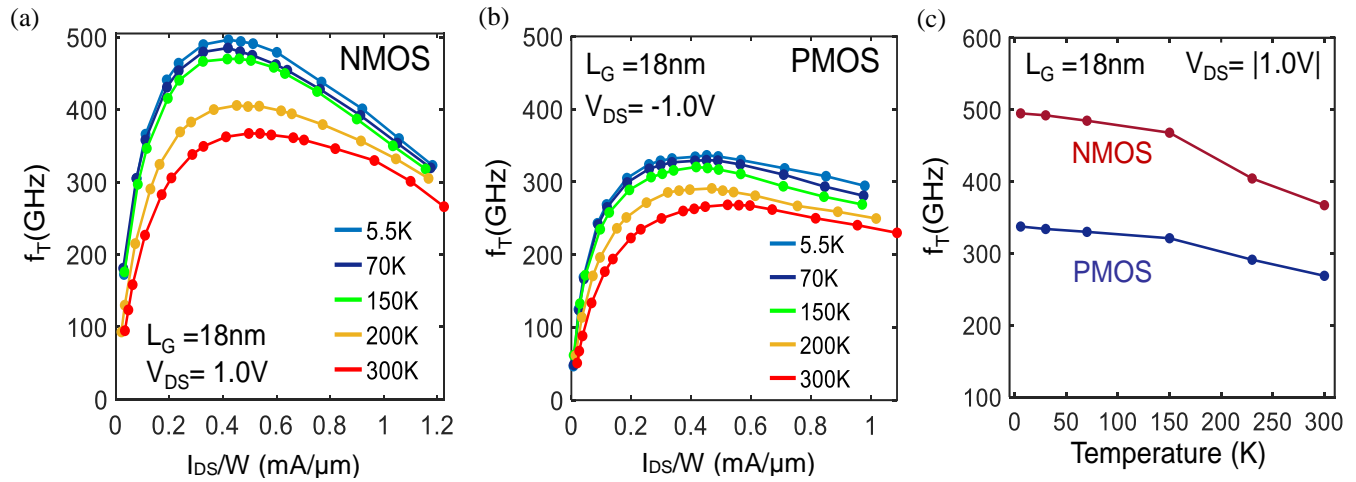 (a)
500
400
300
200
100
0
f_T(GHz)
NMOS
5.5K
70K
150K
200K
300K
L_G =18nm
V_DS= 1.0V
0 0.2 0.4 0.6 0.8 1.0 1.2
I_DS/W (mA/μm)
(b)
500
400
300
200
100
0
f_T(GHz)
L_G =18nm
V_DS= -1.0V
PMOS
5.5K
70K
150K
200K
300K
0 0.2 0.4 0.6 0.8 1
I_DS/W (mA/μm)
(c)
600
500
400
300
200
100
f_T(GHz)
L_G =18nm V_DS= |1.0V|
NMOS
PMOS
0 50 100 150 200 250 300
Temperature (K)